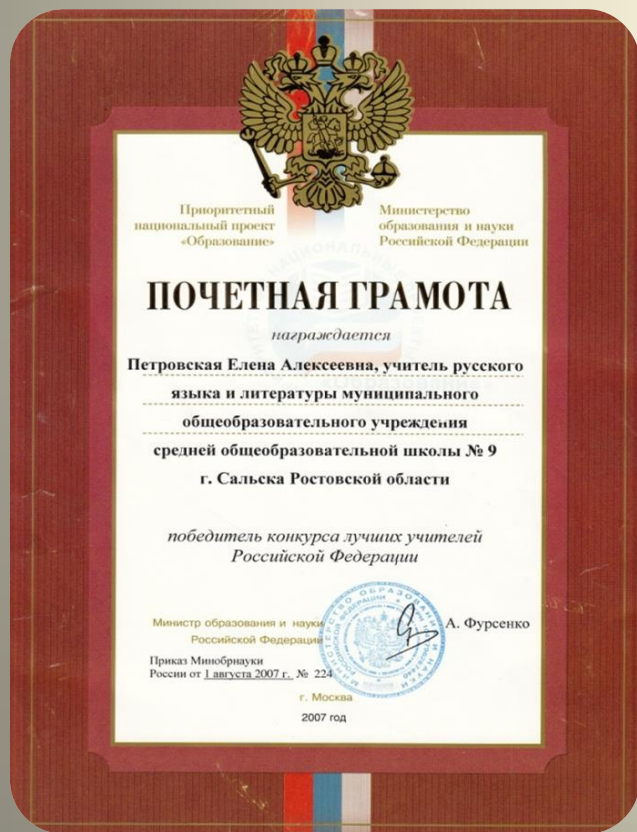 Приоритетный
национальный проект
«Образование»
Министерство
образования и науки
Российской Федерации
ПОЧЕТНАЯ ГРАМОТА
награждается
Петровская Елена Алексеевна, учитель русского
языка и литературы муниципального
общеобразовательного учреждения
средней общеобразовательной школы № 9
г. Сальска Ростовской области
победитель конкурса лучших учителей
Российской Федерации
Министр образования и науки
Российской Федерации
А. Фурсенко
Приказ Минобрнауки
России от 1 августа 2007 г. № 224
г. Москва
2007 год